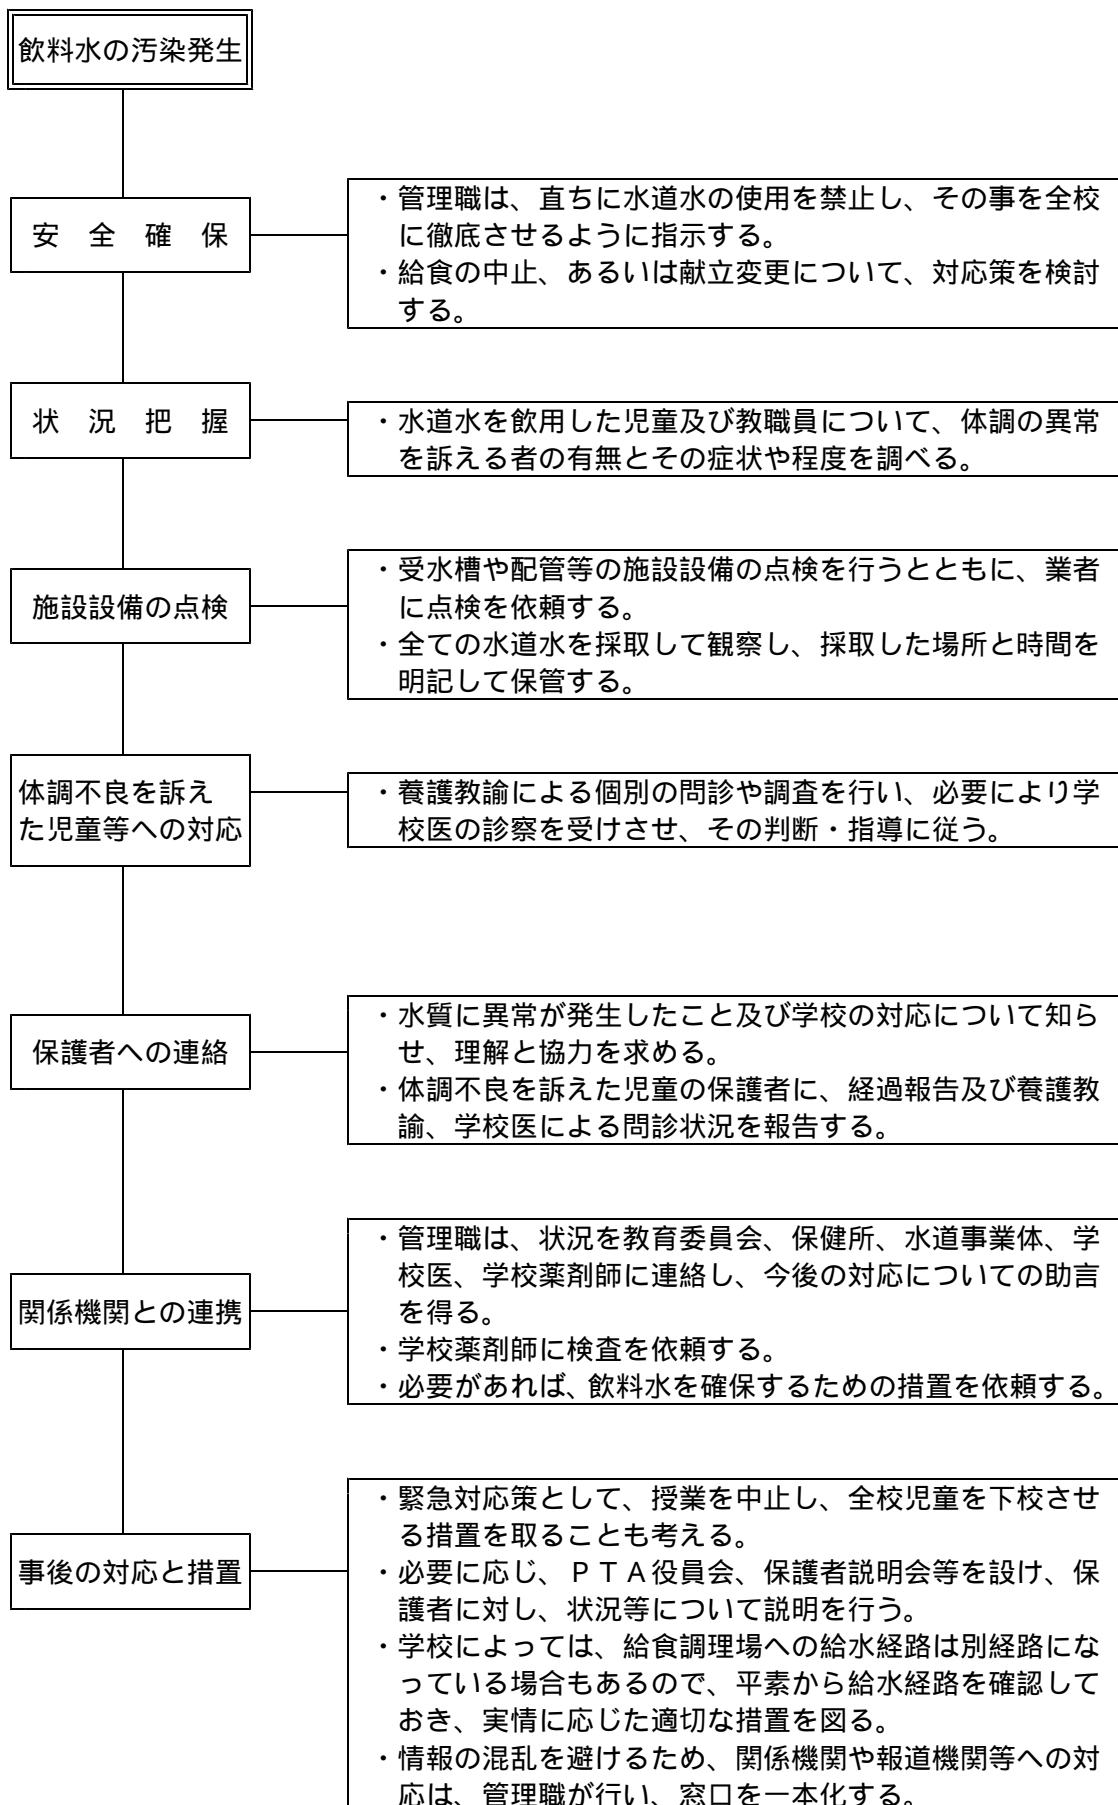 飲料水の汚染発生
安全確保
・管理職は、直ちに水道水の使用を禁止し、その事を全校
に徹底させるように指示する。
・給食の中止、あるいは献立変更について、対応策を検討
する。
状況把握
・水道水を飲用した児童及び教職員について、体調の異常
を訴える者の有無とその症状や程度を調べる。
施設設備の点検
・受水槽や配管等の施設設備の点検を行うとともに、業者
に点検を依頼する。
・全ての水道水を採取して観察し、採取した場所と時間を
明記して保管する。
体調不良を訴え
た児童等への対応
・養護教諭による個別の問診や調査を行い、必要により学
校医の診察を受けさせ、その判断・指導に従う。
保護者への連絡
・水質に異常が発生したこと及び学校の対応について知ら
せ、理解と協力を求める。
・体調不良を訴えた児童の保護者に、経過報告及び養護教
諭、学校医による問診状況を報告する。
関係機関との連携
・管理職は、状況を教育委員会、保健所、水道事業体、学
校医、学校薬剤師に連絡し、今後の対応についての助言
を得る。
・学校薬剤師に検査を依頼する。
・必要があれば、飲料水を確保するための措置を依頼する。
事後の対応と措置
・緊急対応策として、授業を中止し、全校児童を下校させ
る措置を取ることも考える。
・必要に応じ、ＰＴＡ役員会、保護者説明会等を設け、保
護者に対し、状況等について説明を行う。
・学校によっては、給食調理場への給水経路は別経路にな
っている場合もあるので、平素から給水経路を確認して
おき、実情に応じた適切な措置を図る。
・情報の混乱を避けるため、関係機関や報道機関等への対
応は、管理職が行い、窓口を一本化する。